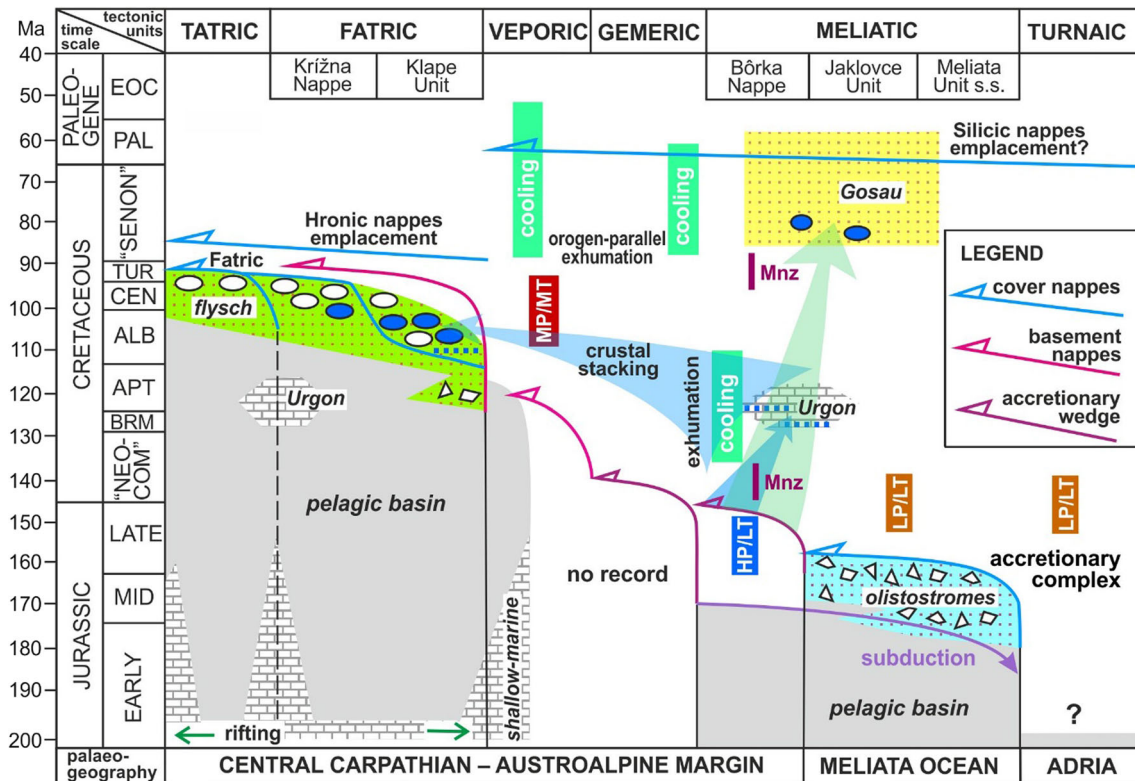 Ma
time scale
tectonic units
TATRIC
FATRIC
VEPORIC
GEMERIC
MELIATIC
TURNAIC
Krížna Nappe
Klape Unit
Bôrka Nappe
Jaklovce Unit
Meliata Unit s.s.
40
50
60
70
80
90
100
110
120
130
140
150
160
170
180
190
200
PALEO-
GENE
CRETACEOUS
JURASSIC
EOC
PAL
"SENON"
TUR
CEN
ALB
APT
BRM
"NEO-
COM"
LATE
MID
EARLY
Silicic nappes
emplacement?
cooling
cooling
Gosau
Hronic nappes
emplacement
orogen-parallel
exhumation
Mnz
LEGEND
cover nappes
basement
nappes
accretionary
wedge
Fatric
flysch
MP/MT
crustal
stacking
exhumation
cooling
Urgon
Urgon
Mnz
HP/LT
LP/LT
LP/LT
pelagic basin
no record
accretionary
complex
olistostromes
subduction
shallow-marine
pelagic basin
?
rifting
palaeo-
geography
CENTRAL CARPATHIAN – AUSTROALPINE MARGIN
MELIATA OCEAN
ADRIA